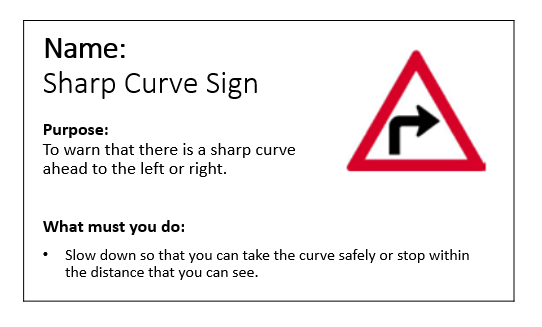 Name:
Sharp Curve Sign
Purpose:
To warn that there is a sharp curve
ahead to the left or right.
What must you do:
• Slow down so that you can take the curve safely or stop within
the distance that you can see.